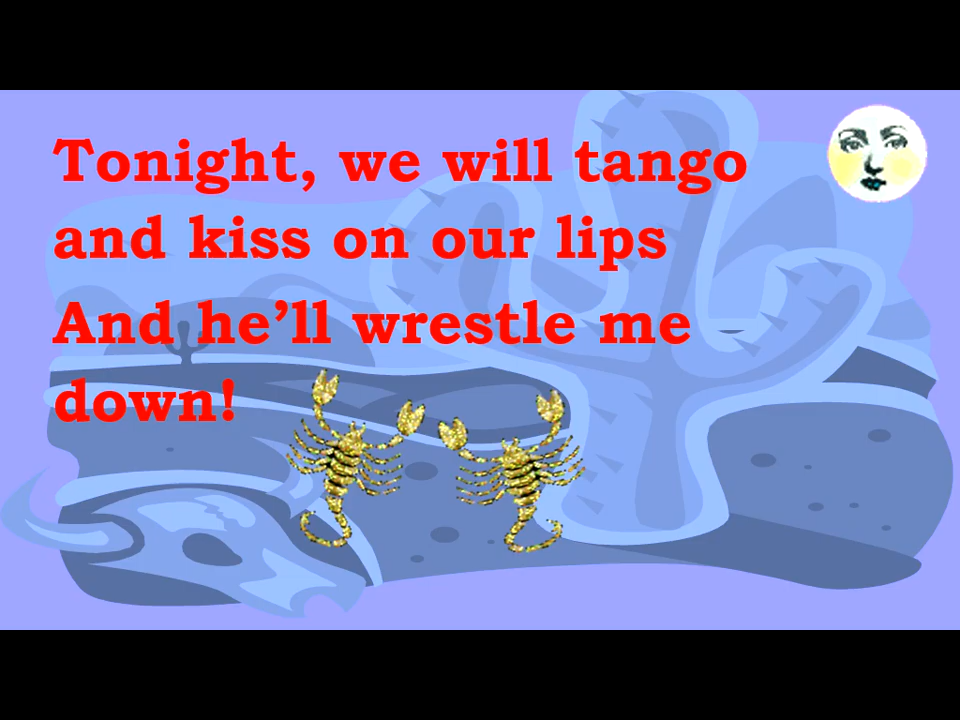 Tonight, we will tango
and kiss on our lips
And he’ll wrestle me
down!